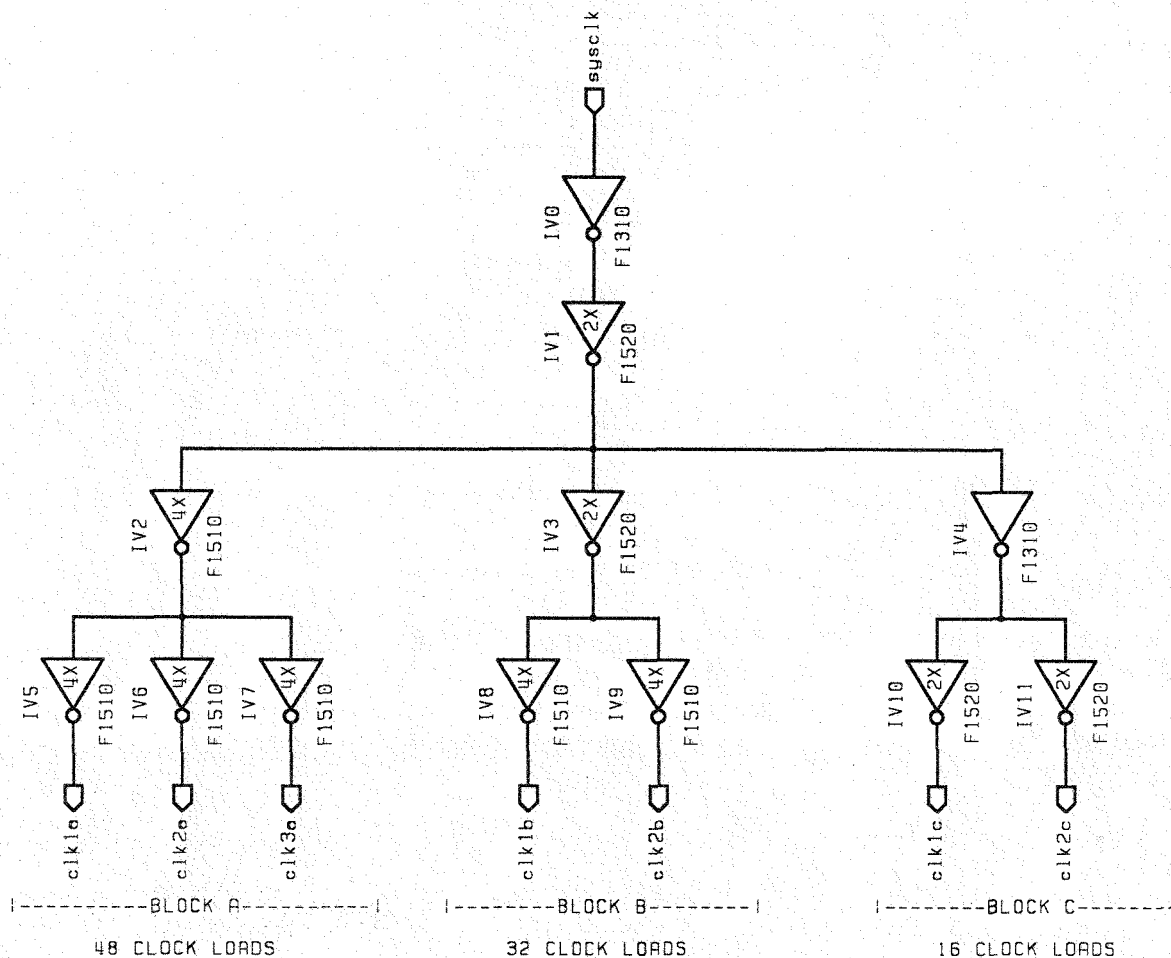 sysclk
IV0
F1310
IV1
2X
F1520
IV2
4X
F1510
IV3
2X
F1520
IV4
F1310
IV5
4X
F1510
IV6
4X
F1510
IV7
4X
F1510
IV8
4X
F1510
IV9
4X
F1510
IV10
2X
F1520
IV11
2X
F1520
clk1a
clk2a
clk3a
clk1b
clk2b
clk1c
clk2c
|----------BLOCK A----------|
|--------BLOCK B--------|
|--------BLOCK C--------
48 CLOCK LOADS
32 CLOCK LOADS
16 CLOCK LOADS